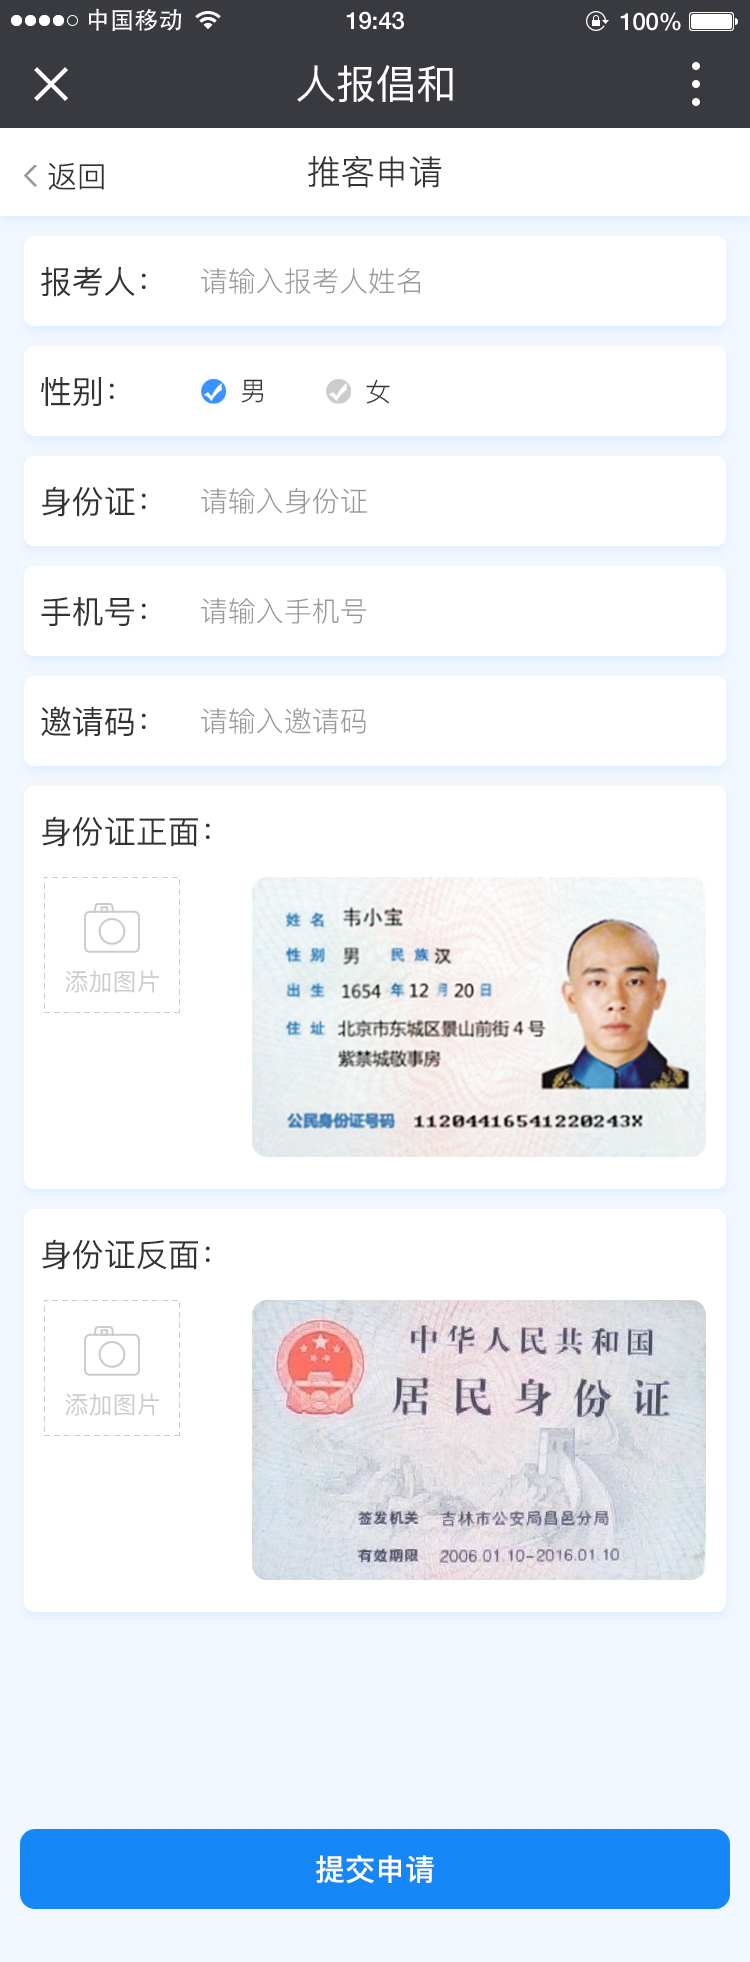 中国移动 19:43 100%
人报倡和
返回 推客申请
报考人： 请输入报考人姓名
性别： 男 女
身份证： 请输入身份证
手机号： 请输入手机号
邀请码： 请输入邀请码
身份证正面：
添加图片
姓名 韦小宝
性别 男 民族 汉
出生 1654 年 12 月 20 日
住址 北京市东城区景山前街 4 号
紫禁城敬事房
公民身份证号码 11204416541220243X
身份证反面：
添加图片
中华人民共和国
居民身份证
签发机关 吉林市公安局昌邑分局
有效期限 2006.01.10-2016.01.10
提交申请